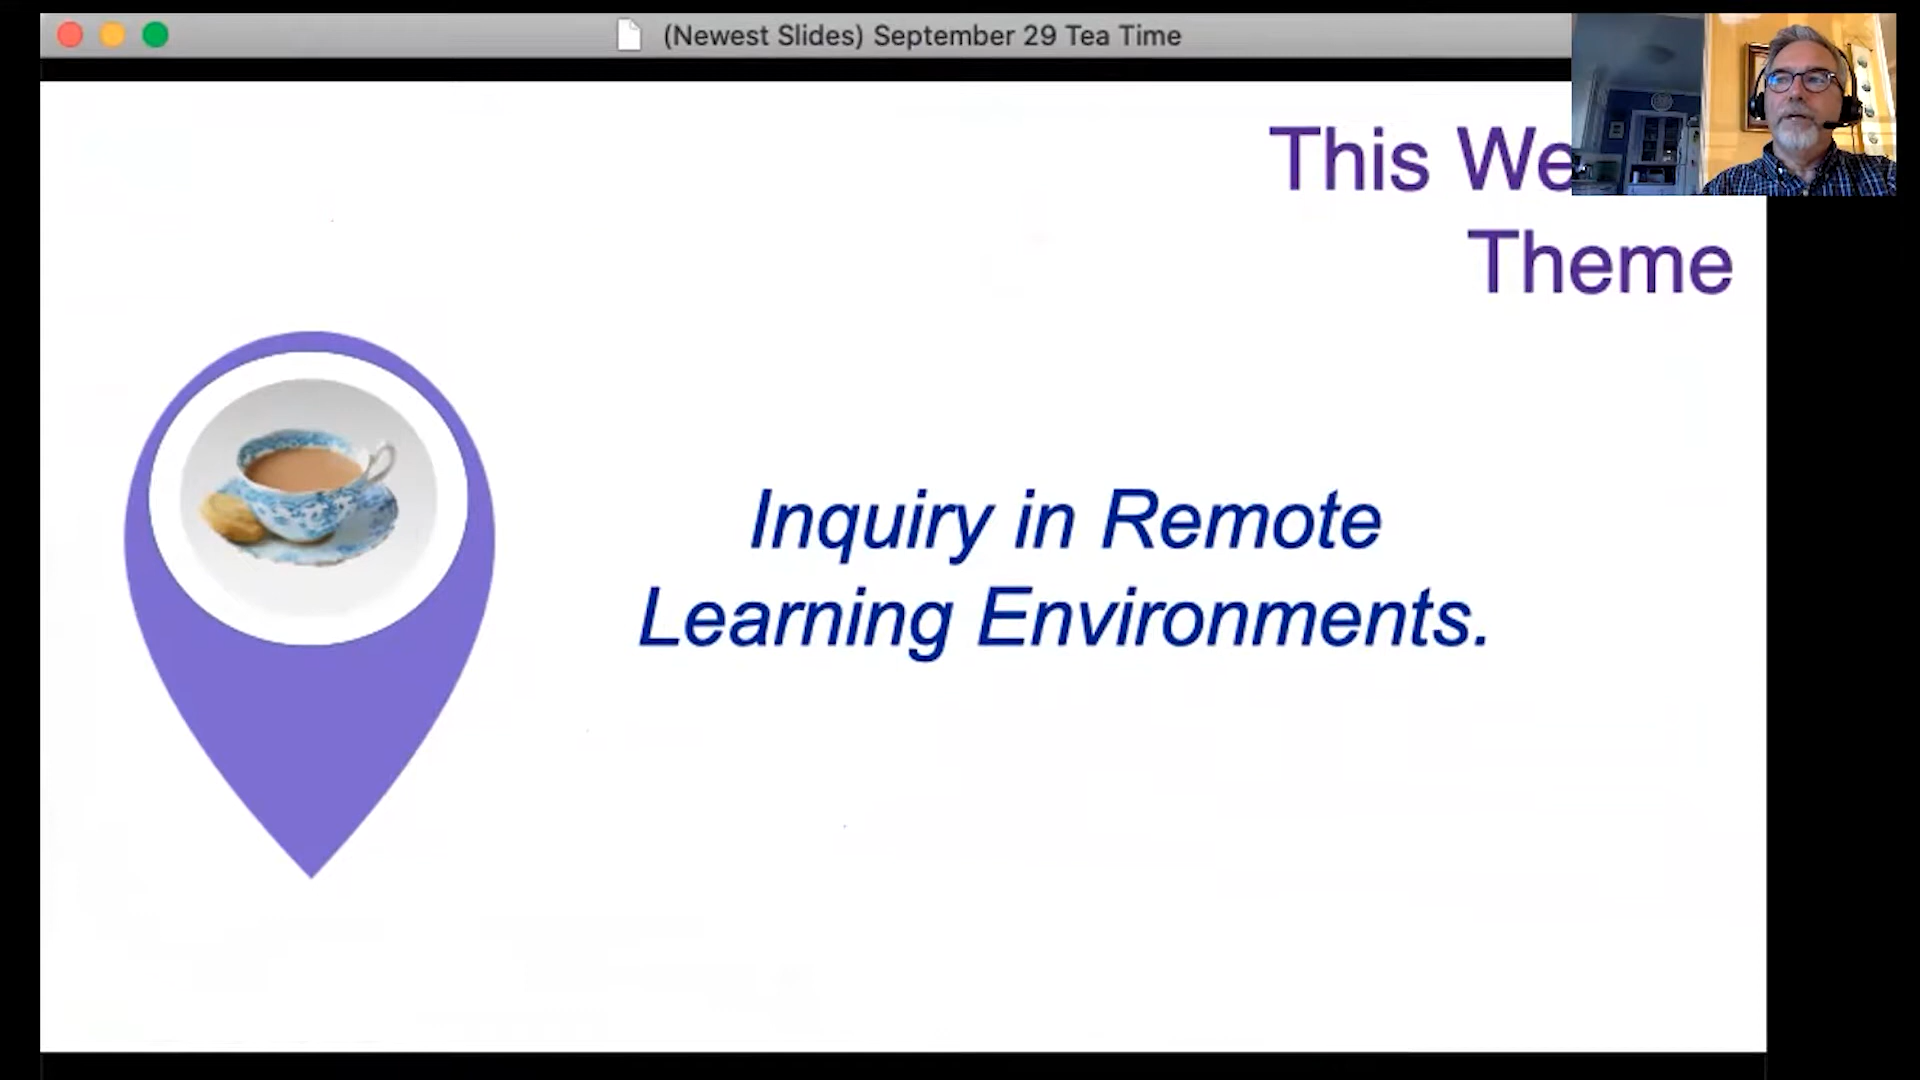 (Newest Slides) September 29 Tea Time
This We
Theme
Inquiry in Remote
Learning Environments.